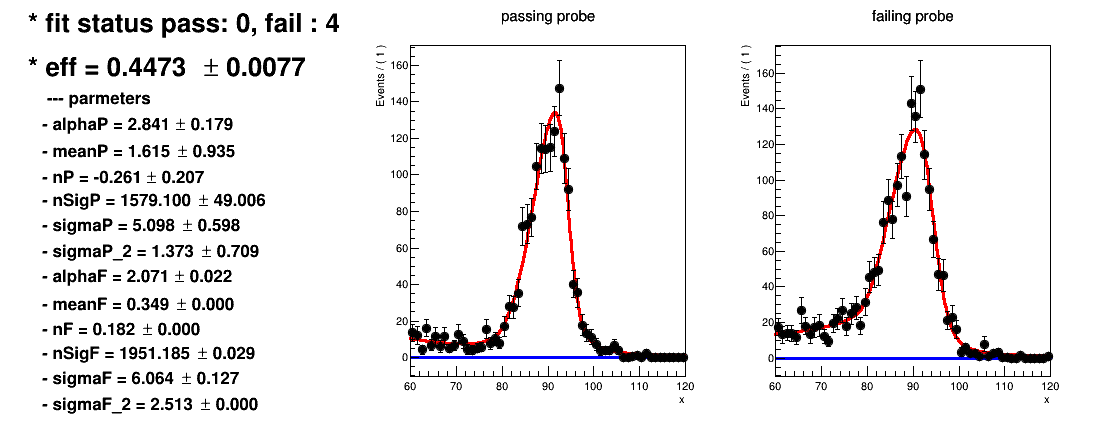 * fit status pass: 0, fail : 4
* eff = 0.4473 ± 0.0077
--- parmeters
- alphaP = 2.841 ± 0.179
- meanP = 1.615 ± 0.935
- nP = -0.261 ± 0.207
- nSigP = 1579.100 ± 49.006
- sigmaP = 5.098 ± 0.598
- sigmaP_2 = 1.373 ± 0.709
- alphaF = 2.071 ± 0.022
- meanF = 0.349 ± 0.000
- nF = 0.182 ± 0.000
- nSigF = 1951.185 ± 0.029
- sigmaF = 6.064 ± 0.127
- sigmaF_2 = 2.513 ± 0.000
passing probe
Events / ( 1 )
160
140
120
100
80
60
40
20
0
60 70 80 90 100 110 120
x
failing probe
Events / ( 1 )
160
140
120
100
80
60
40
20
0
60 70 80 90 100 110 120
x